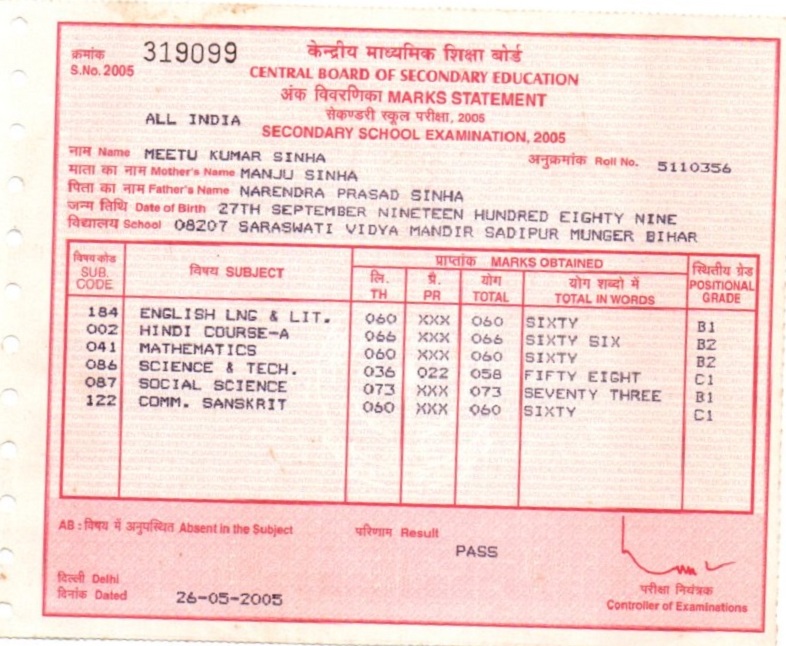 क्रमांक 319099 केन्द्रीय माध्यमिक शिक्षा बोर्ड
S.No. 2005 CENTRAL BOARD OF SECONDARY EDUCATION
अंक विवरणिका MARKS STATEMENT
ALL INDIA सेकण्डरी स्कूल परीक्षा, 2005
SECONDARY SCHOOL EXAMINATION, 2005
नाम Name MEETU KUMAR SINHA अनुक्रमांक Roll No. 5110356
माता का नाम Mother's Name MANJU SINHA
पिता का नाम Father's Name NARENDRA PRASAD SINHA
जन्म तिथि Date of Birth 27TH SEPTEMBER NINETEEN HUNDRED EIGHTY NINE
विद्यालय School 08207 SARASWATI VIDYA MANDIR SADIPUR MUNGER BIHAR
विषय कोड विषय SUBJECT प्राप्तांक MARKS OBTAINED स्थितीय ग्रेड
SUB. लि. प्रै. योग योग शब्दो में POSITIONAL
CODE TH PR TOTAL TOTAL IN WORDS GRADE
184 ENGLISH LNG & LIT. 060 XXX 060 SIXTY B1
002 HINDI COURSE-A 066 XXX 066 SIXTY SIX B2
041 MATHEMATICS 060 XXX 060 SIXTY B2
086 SCIENCE & TECH. 036 022 058 FIFTY EIGHT C1
087 SOCIAL SCIENCE 073 XXX 073 SEVENTY THREE B1
122 COMM. SANSKRIT 060 XXX 060 SIXTY C1
AB : विषय में अनुपस्थित Absent in the Subject परिणाम Result
PASS
दिल्ली Delhi परीक्षा नियंत्रक
दिनांक Dated 26-05-2005 Controller of Examinations